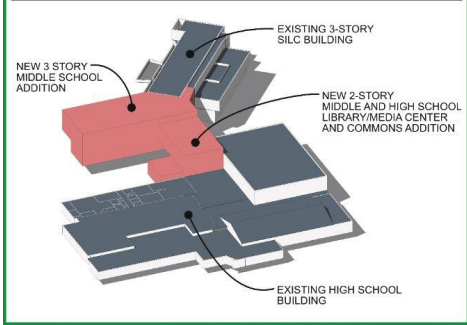 EXISTING 3-STORY
SILC BUILDING
NEW 3 STORY
MIDDLE SCHOOL
ADDITION
NEW 2-STORY
MIDDLE AND HIGH SCHOOL
LIBRARY/MEDIA CENTER
AND COMMONS ADDITION
EXISTING HIGH SCHOOL
BUILDING